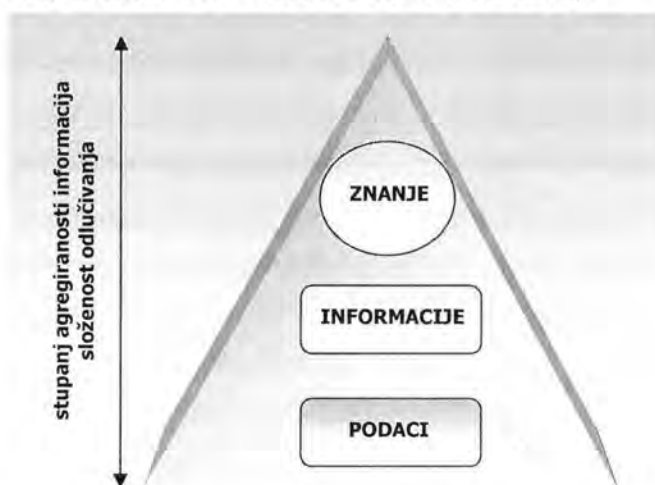 stupanj agregiranosti informacija
složenost odlučivanja
ZNANJE
INFORMACIJE
PODACI